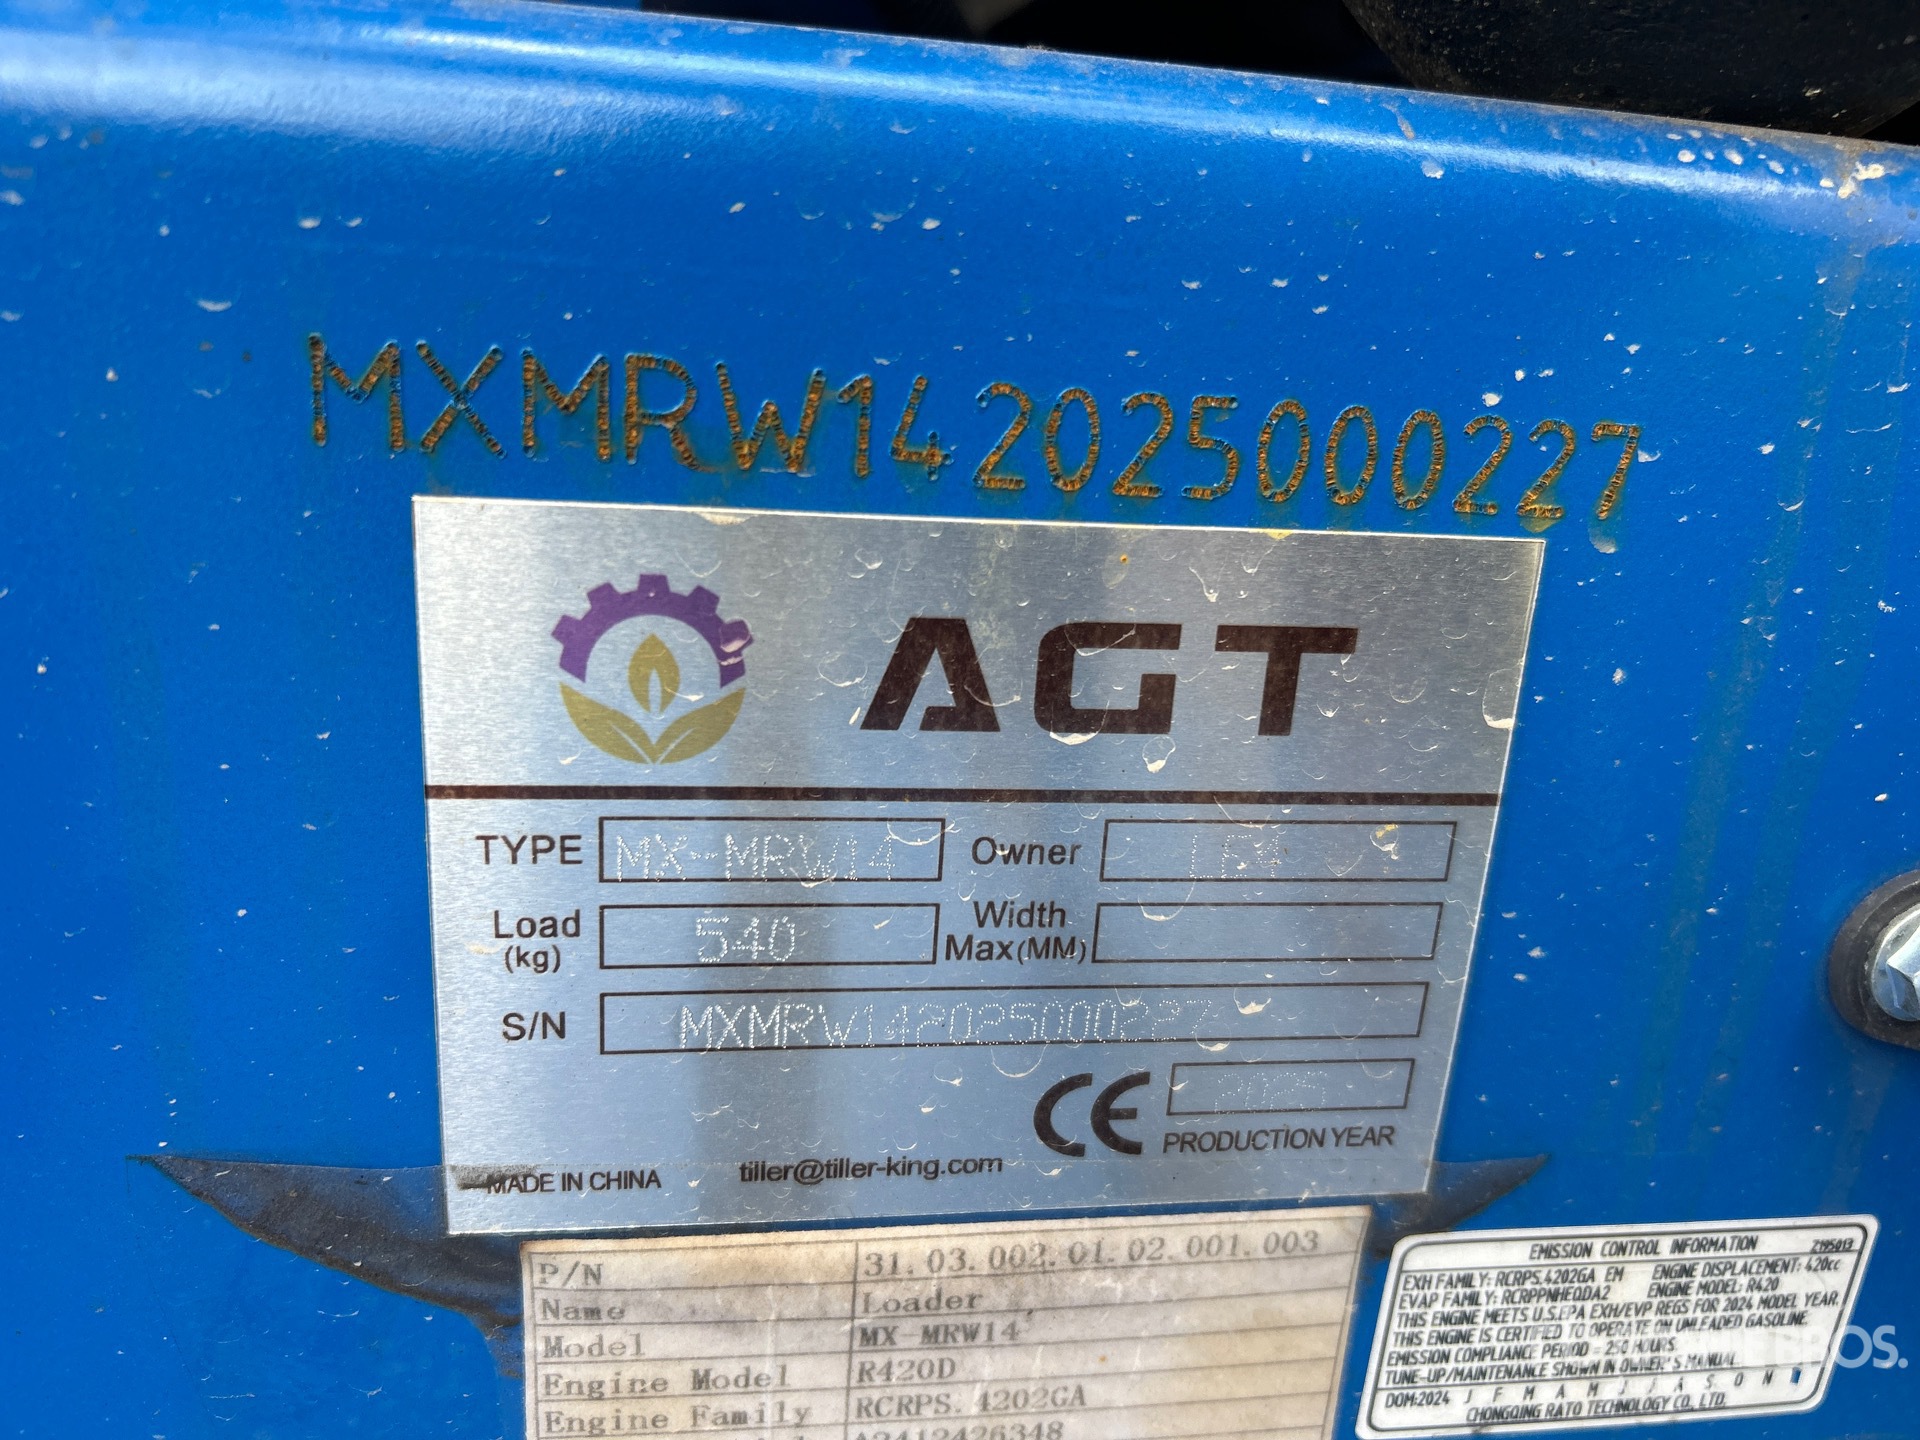 MXMRW142025000227
AGT
TYPE MX-MRW14 Owner
Load (kg) 540 Width Max(MM)
S/N MXMRW142025000227
CE 2025
PRODUCTION YEAR
MADE IN CHINA tiller@tiller-king.com
P/N 31.03.002.01.02.001.003
Name Loader
Model MX-MRW14
Engine Model R420D
Engine Family RCRPS.4202GA
A2412426348
EMISSION CONTROL INFORMATION Z195013
EXH FAMILY: RCRPS.4202GA EM ENGINE DISPLACEMENT: 420cc
EVAP FAMILY: RCRPPNHEQDA2 ENGINE MODEL: R420
THIS ENGINE MEETS U.S.EPA EXH/EVP REGS FOR 2024 MODEL YEAR.
THIS ENGINE IS CERTIFIED TO OPERATE ON UNLEADED GASOLINE.
EMISSION COMPLIANCE PERIOD = 250 HOURS.
TUNE-UP/MAINTENANCE SHOWN IN OWNER'S MANUAL
DOM:2024 J F M A M J J A S O N
CHONGQING RATO TECHNOLOGY CO., LTD.